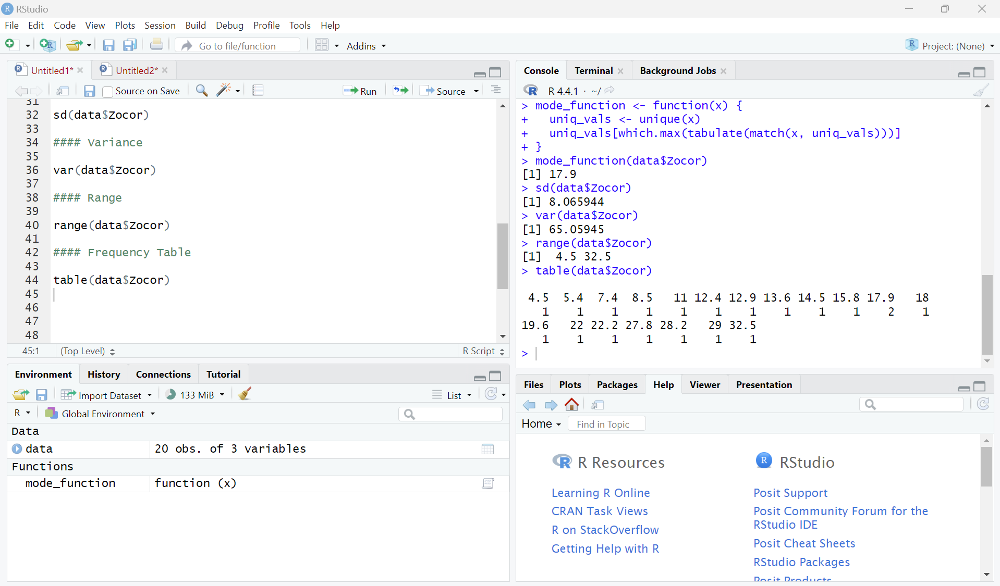 RStudio
File Edit Code View Plots Session Build Debug Profile Tools Help
Go to file/function Addins Project: (None)
Untitled1* Untitled2*
Source on Save Run Source
31
32 sd(data$Zocor)
33
34 #### Variance
35
36 var(data$Zocor)
37
38 #### Range
39
40 range(data$Zocor)
41
42 #### Frequency Table
43
44 table(data$Zocor)
45
46
47
48
45:1 (Top Level) R Script
Console Terminal Background Jobs
R 4.4.1 · ~/
> mode_function <- function(x) {
+   uniq_vals <- unique(x)
+   uniq_vals[which.max(tabulate(match(x, uniq_vals)))]
+ }
> mode_function(data$Zocor)
[1] 17.9
> sd(data$Zocor)
[1] 8.065944
> var(data$Zocor)
[1] 65.05945
> range(data$Zocor)
[1]  4.5 32.5
> table(data$Zocor)
 4.5  5.4  7.4  8.5   11 12.4 12.9 13.6 14.5 15.8 17.9   18
   1    1    1    1    1    1    1    1    1    1    2    1
19.6   22 22.2 27.8 28.2   29 32.5
   1    1    1    1    1    1    1
>
Environment History Connections Tutorial
Import Dataset 133 MiB List
R Global Environment
Data
data 20 obs. of 3 variables
Functions
mode_function function (x)
Files Plots Packages Help Viewer Presentation
Home Find in Topic
R Resources
Learning R Online
CRAN Task Views
R on StackOverflow
Getting Help with R
RStudio
Posit Support
Posit Community Forum for the
RStudio IDE
Posit Cheat Sheets
RStudio Packages
Posit Products